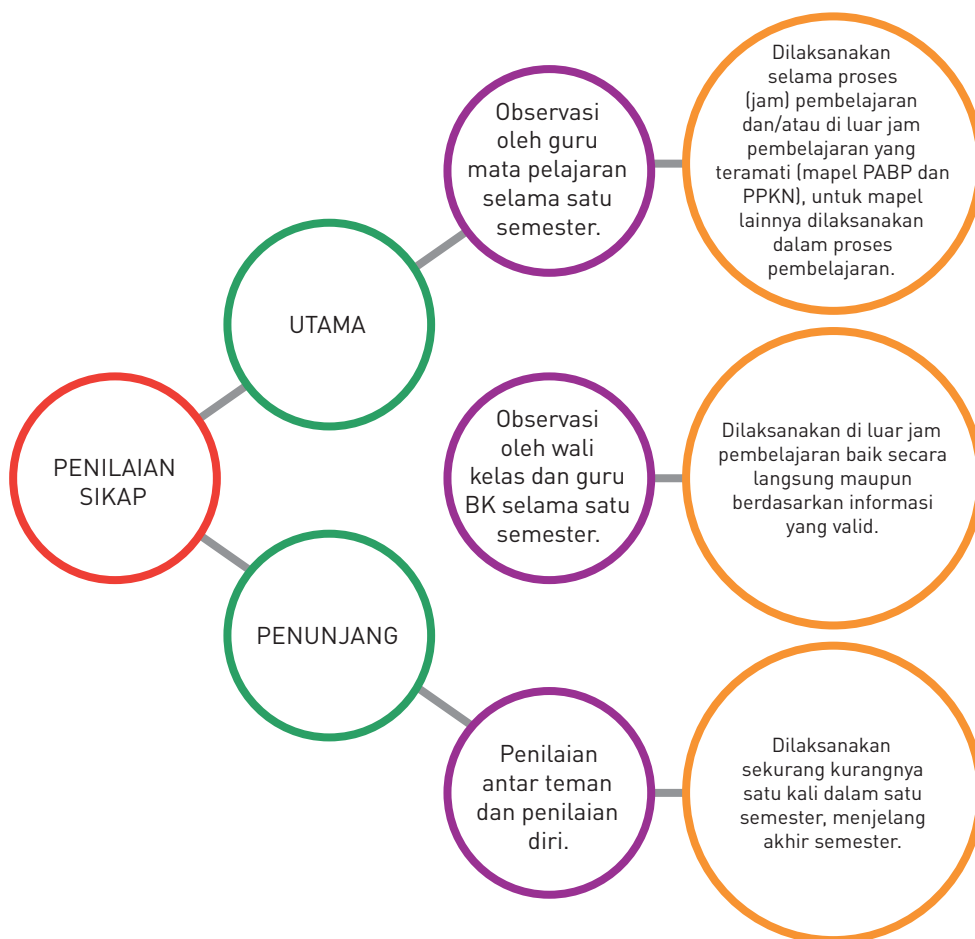 PENILAIAN
SIKAP
UTAMA
Observasi
oleh guru
mata pelajaran
selama satu
semester.
Dilaksanakan
selama proses
(jam) pembelajaran
dan/atau di luar jam
pembelajaran yang
teramati (mapel PABP dan
PPKN), untuk mapel
lainnya dilaksanakan
dalam proses
pembelajaran.
Observasi
oleh wali
kelas dan guru
BK selama satu
semester.
Dilaksanakan di luar jam
pembelajaran baik secara
langsung maupun
berdasarkan informasi
yang valid.
PENUNJANG
Penilaian
antar teman
dan penilaian
diri.
Dilaksanakan
sekurang kurangnya
satu kali dalam satu
semester, menjelang
akhir semester.